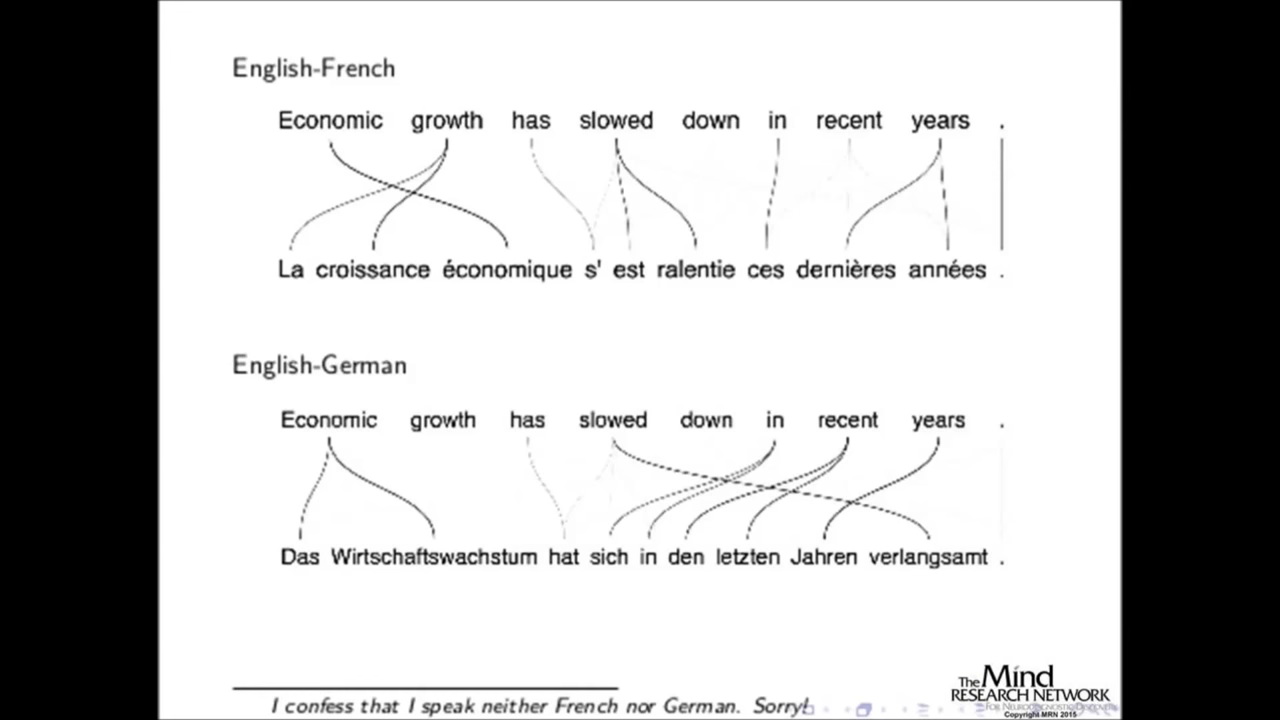 English-French
Economic growth has slowed down in recent years .
La croissance économique s' est ralentie ces dernières années .
English-German
Economic growth has slowed down in recent years .
Das Wirtschaftswachstum hat sich in den letzten Jahren verlangsamt .
I confess that I speak neither French nor German. Sorry!
The Mind
RESEARCH NETWORK
Copyright MRN 2015